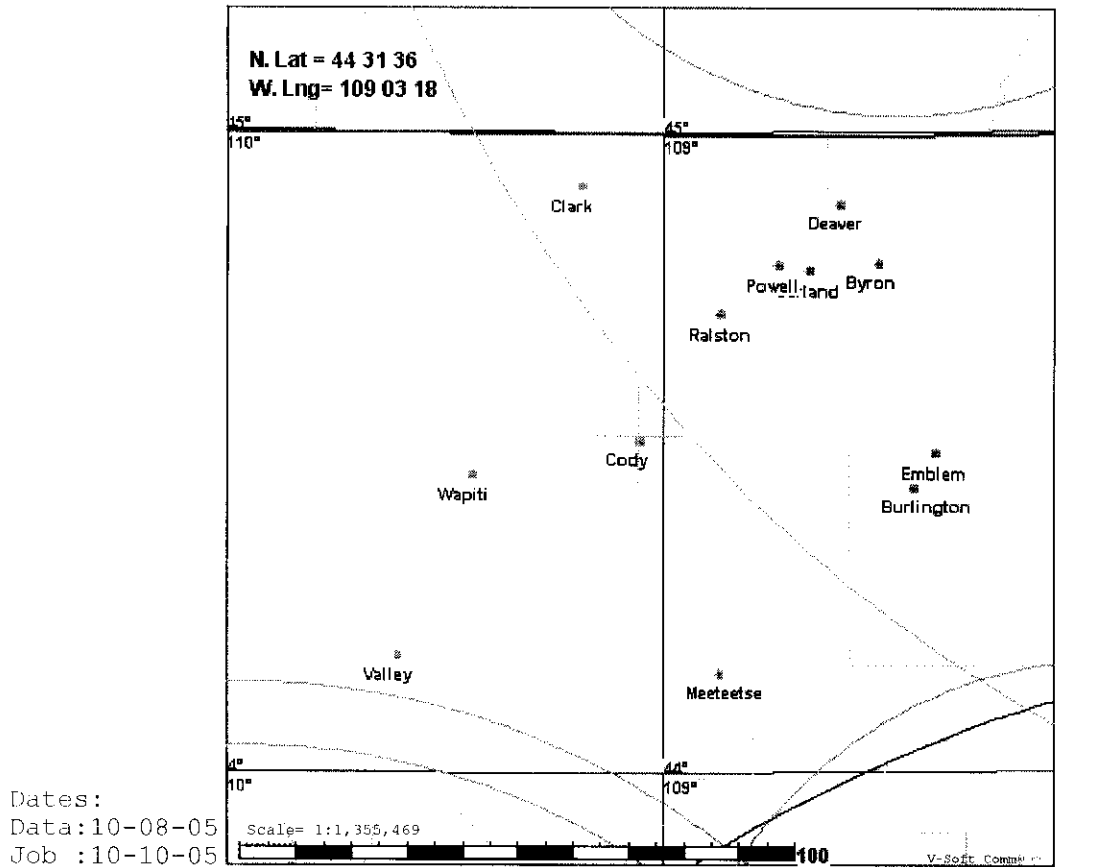 N. Lat = 44 31 36
W. Lng= 109 03 18
45°
109°
110°
Clark
Deaver
Powell
Byron
Ralston
Cody
Emblem
Wapiti
Burlington
Valley
Meeteetse
44°
109°
Dates:
Data:10-08-05
Job :10-10-05
Scale= 1:1,355,469
100
V-Soft